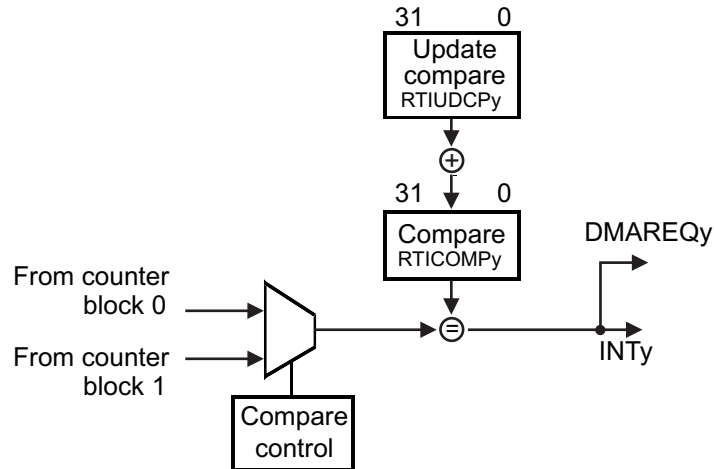 31 0
Update
compare
RTIUDCPy
+
31 0
Compare
RTICOMPy
DMAREQy
From counter
block 0
=
INTy
From counter
block 1
Compare
control